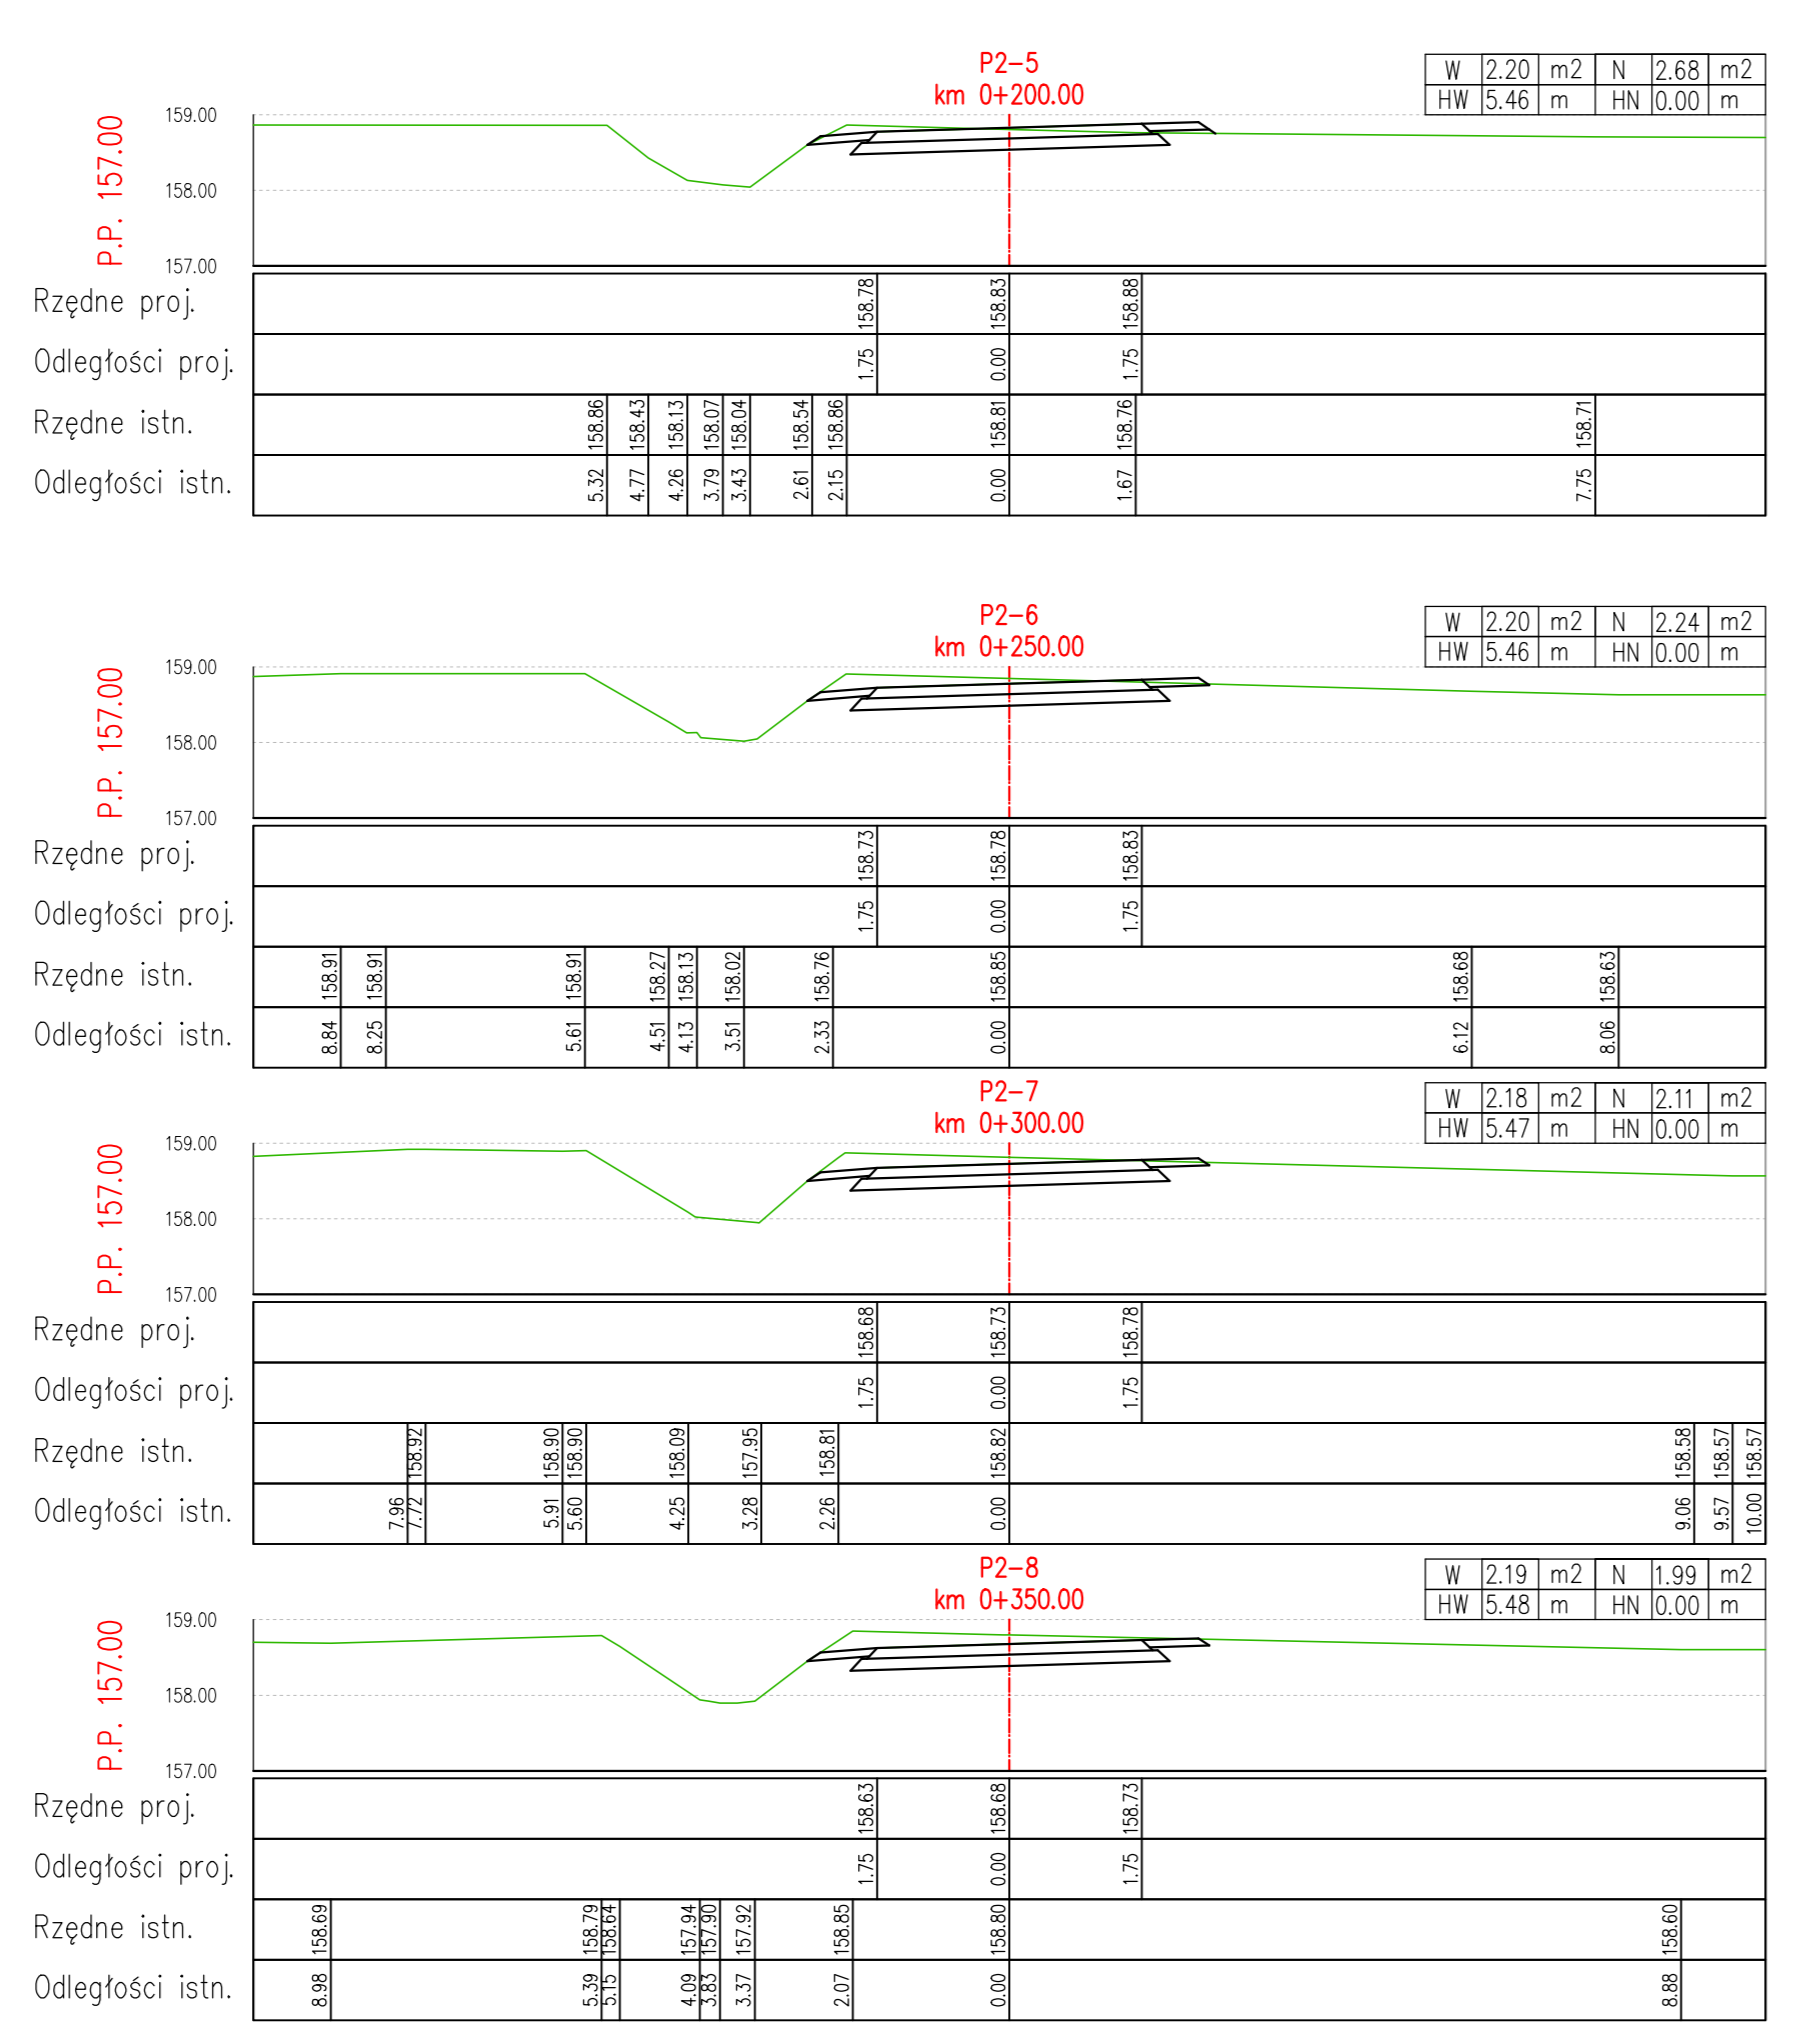 P2-5
km 0+200.00
W 2.20 m2 N 2.68 m2
HW 5.46 m HN 0.00 m
P.P. 157.00
159.00
158.00
157.00
Rzędne proj. 158.78 158.83 158.88
Odległości proj. 1.75 0.00 1.75
Rzędne istn. 158.86 158.43 158.13 158.07 158.04 158.54 158.86 158.81 158.76 158.71
Odległości istn. 5.32 4.77 4.26 3.79 3.43 2.61 2.15 0.00 1.67 7.75
P2-6
km 0+250.00
W 2.20 m2 N 2.24 m2
HW 5.46 m HN 0.00 m
P.P. 157.00
159.00
158.00
157.00
Rzędne proj. 158.73 158.78 158.83
Odległości proj. 1.75 0.00 1.75
Rzędne istn. 158.91 158.91 158.91 158.27 158.13 158.02 158.76 158.85 158.68 158.63
Odległości istn. 8.84 8.25 5.61 4.51 4.13 3.51 2.33 0.00 6.12 8.06
P2-7
km 0+300.00
W 2.18 m2 N 2.11 m2
HW 5.47 m HN 0.00 m
P.P. 157.00
159.00
158.00
157.00
Rzędne proj. 158.68 158.73 158.78
Odległości proj. 1.75 0.00 1.75
Rzędne istn. 158.92 158.90 158.90 158.09 157.95 158.81 158.82 158.58 158.57 158.57
Odległości istn. 7.96 7.72 5.91 5.60 4.25 3.28 2.26 0.00 9.06 9.57 10.00
P2-8
km 0+350.00
W 2.19 m2 N 1.99 m2
HW 5.48 m HN 0.00 m
P.P. 157.00
159.00
158.00
157.00
Rzędne proj. 158.63 158.68 158.73
Odległości proj. 1.75 0.00 1.75
Rzędne istn. 158.69 158.79 158.64 157.94 157.90 157.92 158.85 158.80 158.60
Odległości istn. 8.98 5.39 5.15 4.09 3.83 3.37 2.07 0.00 8.88